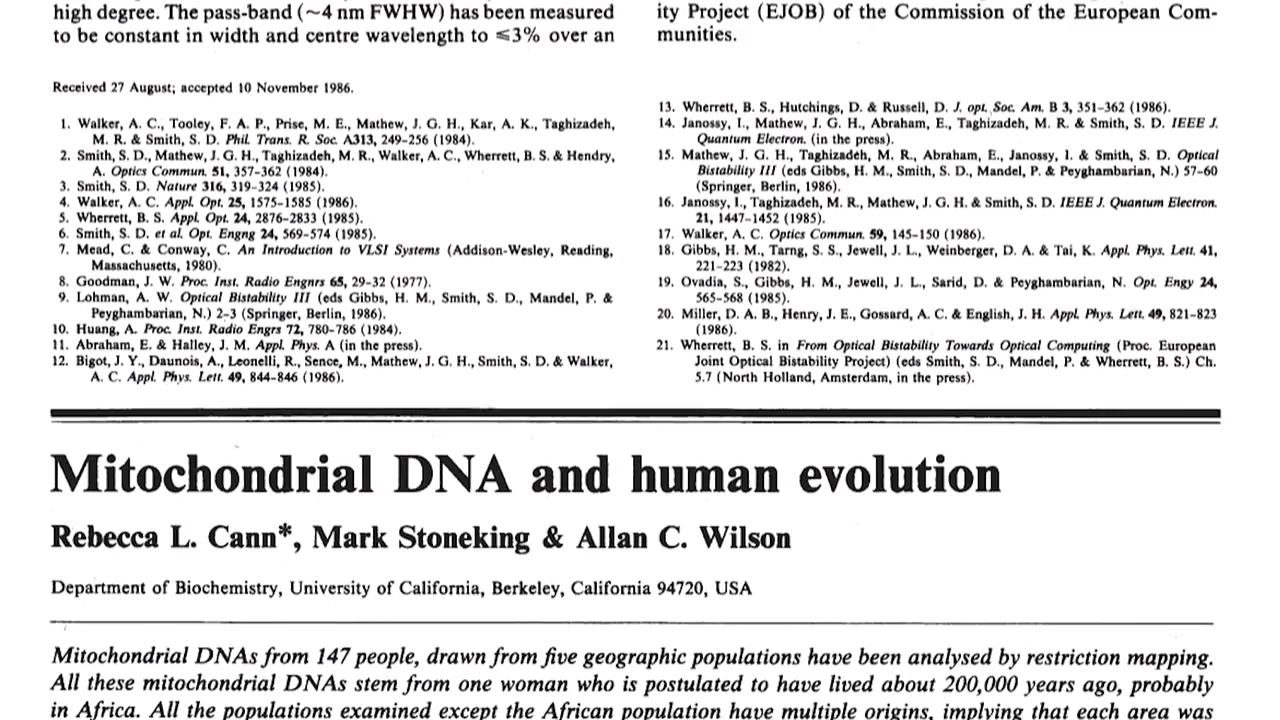 high degree. The pass-band (~4 nm FWHW) has been measured
to be constant in width and centre wavelength to ≤3% over an
ity Project (EJOB) of the Commission of the European Com-
munities.
Received 27 August; accepted 10 November 1986.
1. Walker, A. C., Tooley, F. A. P., Prise, M. E., Mathew, J. G. H., Kar, A. K., Taghizadeh,
M. R. & Smith, S. D. Phil. Trans. R. Soc. A313, 249-256 (1984).
2. Smith, S. D., Mathew, J. G. H., Taghizadeh, M. R., Walker, A. C., Wherrett, B. S. & Hendry,
A. Optics Commun. 51, 357-362 (1984).
3. Smith, S. D. Nature 316, 319-324 (1985).
4. Walker, A. C. Appl. Opt. 25, 1575-1585 (1986).
5. Wherrett, B. S. Appl. Opt. 24, 2876-2833 (1985).
6. Smith, S. D. et al. Opt. Engng 24, 569-574 (1985).
7. Mead, C. & Conway, C. An Introduction to VLSI Systems (Addison-Wesley, Reading,
Massachusetts, 1980).
8. Goodman, J. W. Proc. Inst. Radio Engnrs 65, 29-32 (1977).
9. Lohman, A. W. Optical Bistability III (eds Gibbs, H. M., Smith, S. D., Mandel, P. &
Peyghambarian, N.) 2-3 (Springer, Berlin, 1986).
10. Huang, A. Proc. Inst. Radio Engrs 72, 780-786 (1984).
11. Abraham, E. & Halley, J. M. Appl. Phys. A (in the press).
12. Bigot, J. Y., Daunois, A., Leonelli, R., Sence, M., Mathew, J. G. H., Smith, S. D. & Walker,
A. C. Appl. Phys. Lett. 49, 844-846 (1986).
13. Wherrett, B. S., Hutchings, D. & Russell, D. J. opt. Soc. Am. B 3, 351-362 (1986).
14. Janossy, I., Mathew, J. G. H., Abraham, E., Taghizadeh, M. R. & Smith, S. D. IEEE J.
Quantum Electron. (in the press).
15. Mathew, J. G. H., Taghizadeh, M. R., Abraham, E., Janossy, I. & Smith, S. D. Optical
Bistability III (eds Gibbs, H. M., Smith, S. D., Mandel, P. & Peyghambarian, N.) 57-60
(Springer, Berlin, 1986).
16. Janossy, I., Taghizadeh, M. R., Mathew, J. G. H. & Smith, S. D. IEEE J. Quantum Electron.
21, 1447-1452 (1985).
17. Walker, A. C. Optics Commun. 59, 145-150 (1986).
18. Gibbs, H. M., Tarng, S. S., Jewell, J. L., Weinberger, D. A. & Tai, K. Appl. Phys. Lett. 41,
221-223 (1982).
19. Ovadia, S., Gibbs, H. M., Jewell, J. L., Sarid, D. & Peyghambarian, N. Opt. Engy 24,
565-568 (1985).
20. Miller, D. A. B., Henry, J. E., Gossard, A. C. & English, J. H. Appl. Phys. Lett. 49, 821-823
(1986).
21. Wherrett, B. S. in From Optical Bistability Towards Optical Computing (Proc. European
Joint Optical Bistability Project) (eds Smith, S. D., Mandel, P. & Wherrett, B. S.) Ch.
5.7 (North Holland, Amsterdam, in the press).
Mitochondrial DNA and human evolution
Rebecca L. Cann*, Mark Stoneking & Allan C. Wilson
Department of Biochemistry, University of California, Berkeley, California 94720, USA
Mitochondrial DNAs from 147 people, drawn from five geographic populations have been analysed by restriction mapping.
All these mitochondrial DNAs stem from one woman who is postulated to have lived about 200,000 years ago, probably
in Africa. All the populations examined except the African population have multiple origins, implying that each area was